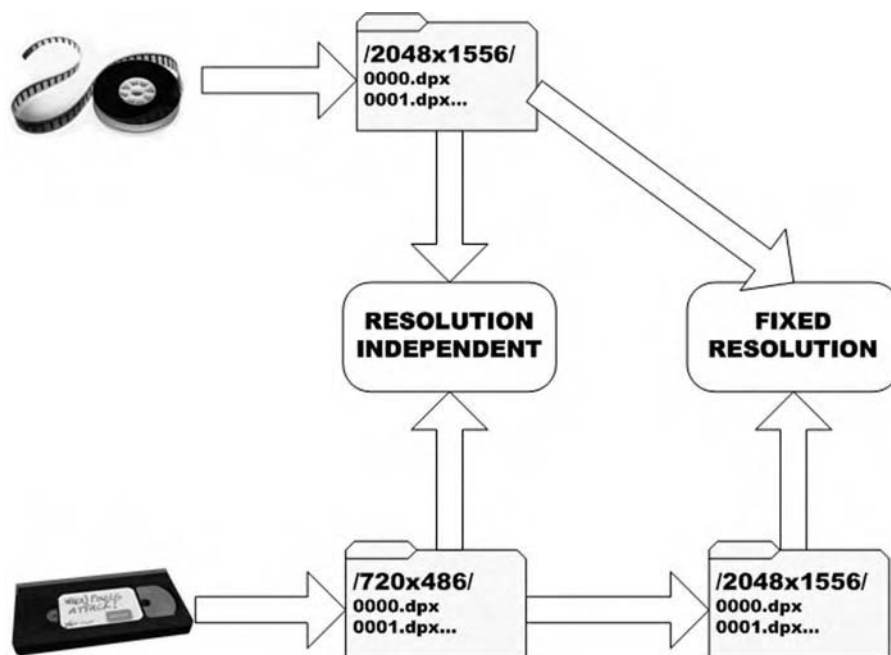 /2048x1556/
0000.dpx
0001.dpx...
RESOLUTION
INDEPENDENT
FIXED
RESOLUTION
ATTACK!
/720x486/
0000.dpx
0001.dpx...
/2048x1556/
0000.dpx
0001.dpx...